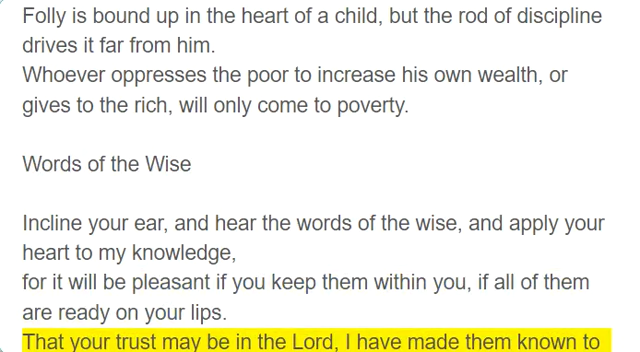 Folly is bound up in the heart of a child, but the rod of discipline
drives it far from him.
Whoever oppresses the poor to increase his own wealth, or
gives to the rich, will only come to poverty.
Words of the Wise
Incline your ear, and hear the words of the wise, and apply your
heart to my knowledge,
for it will be pleasant if you keep them within you, if all of them
are ready on your lips.
That your trust may be in the Lord, I have made them known to